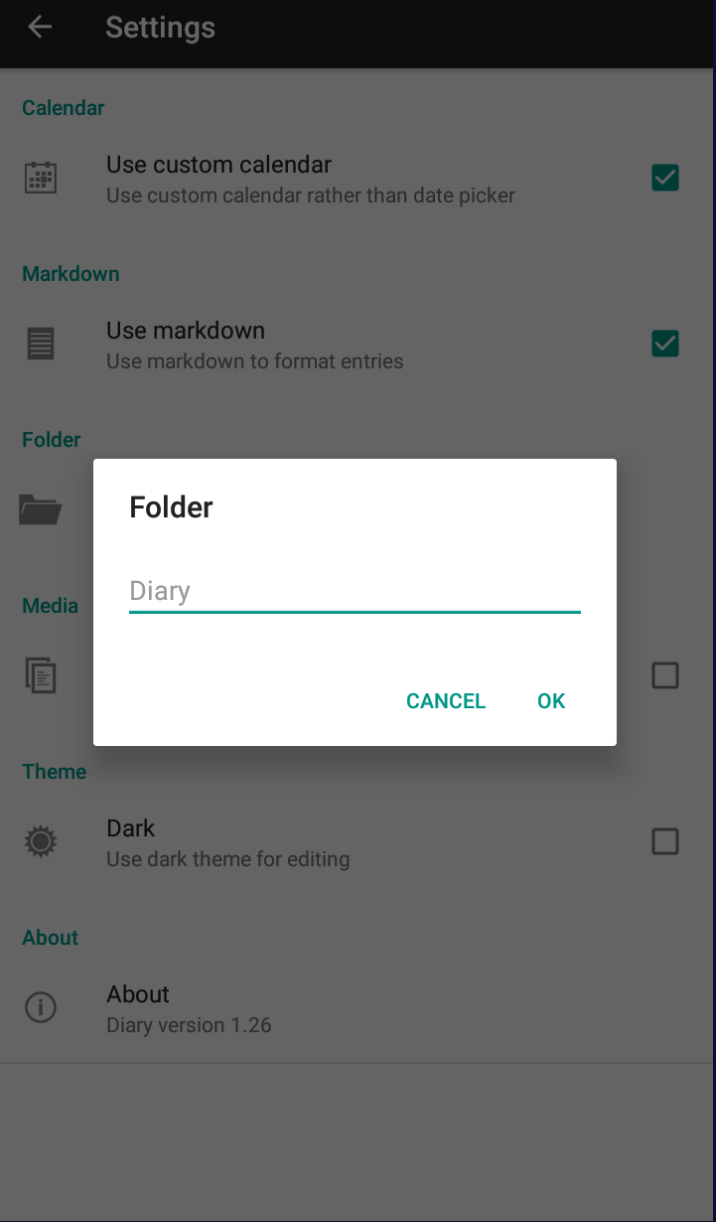 Settings
Calendar
Use custom calendar
Use custom calendar rather than date picker
Markdown
Use markdown
Use markdown to format entries
Folder
Folder
Diary
CANCEL OK
Media
Theme
Dark
Use dark theme for editing
About
About
Diary version 1.26